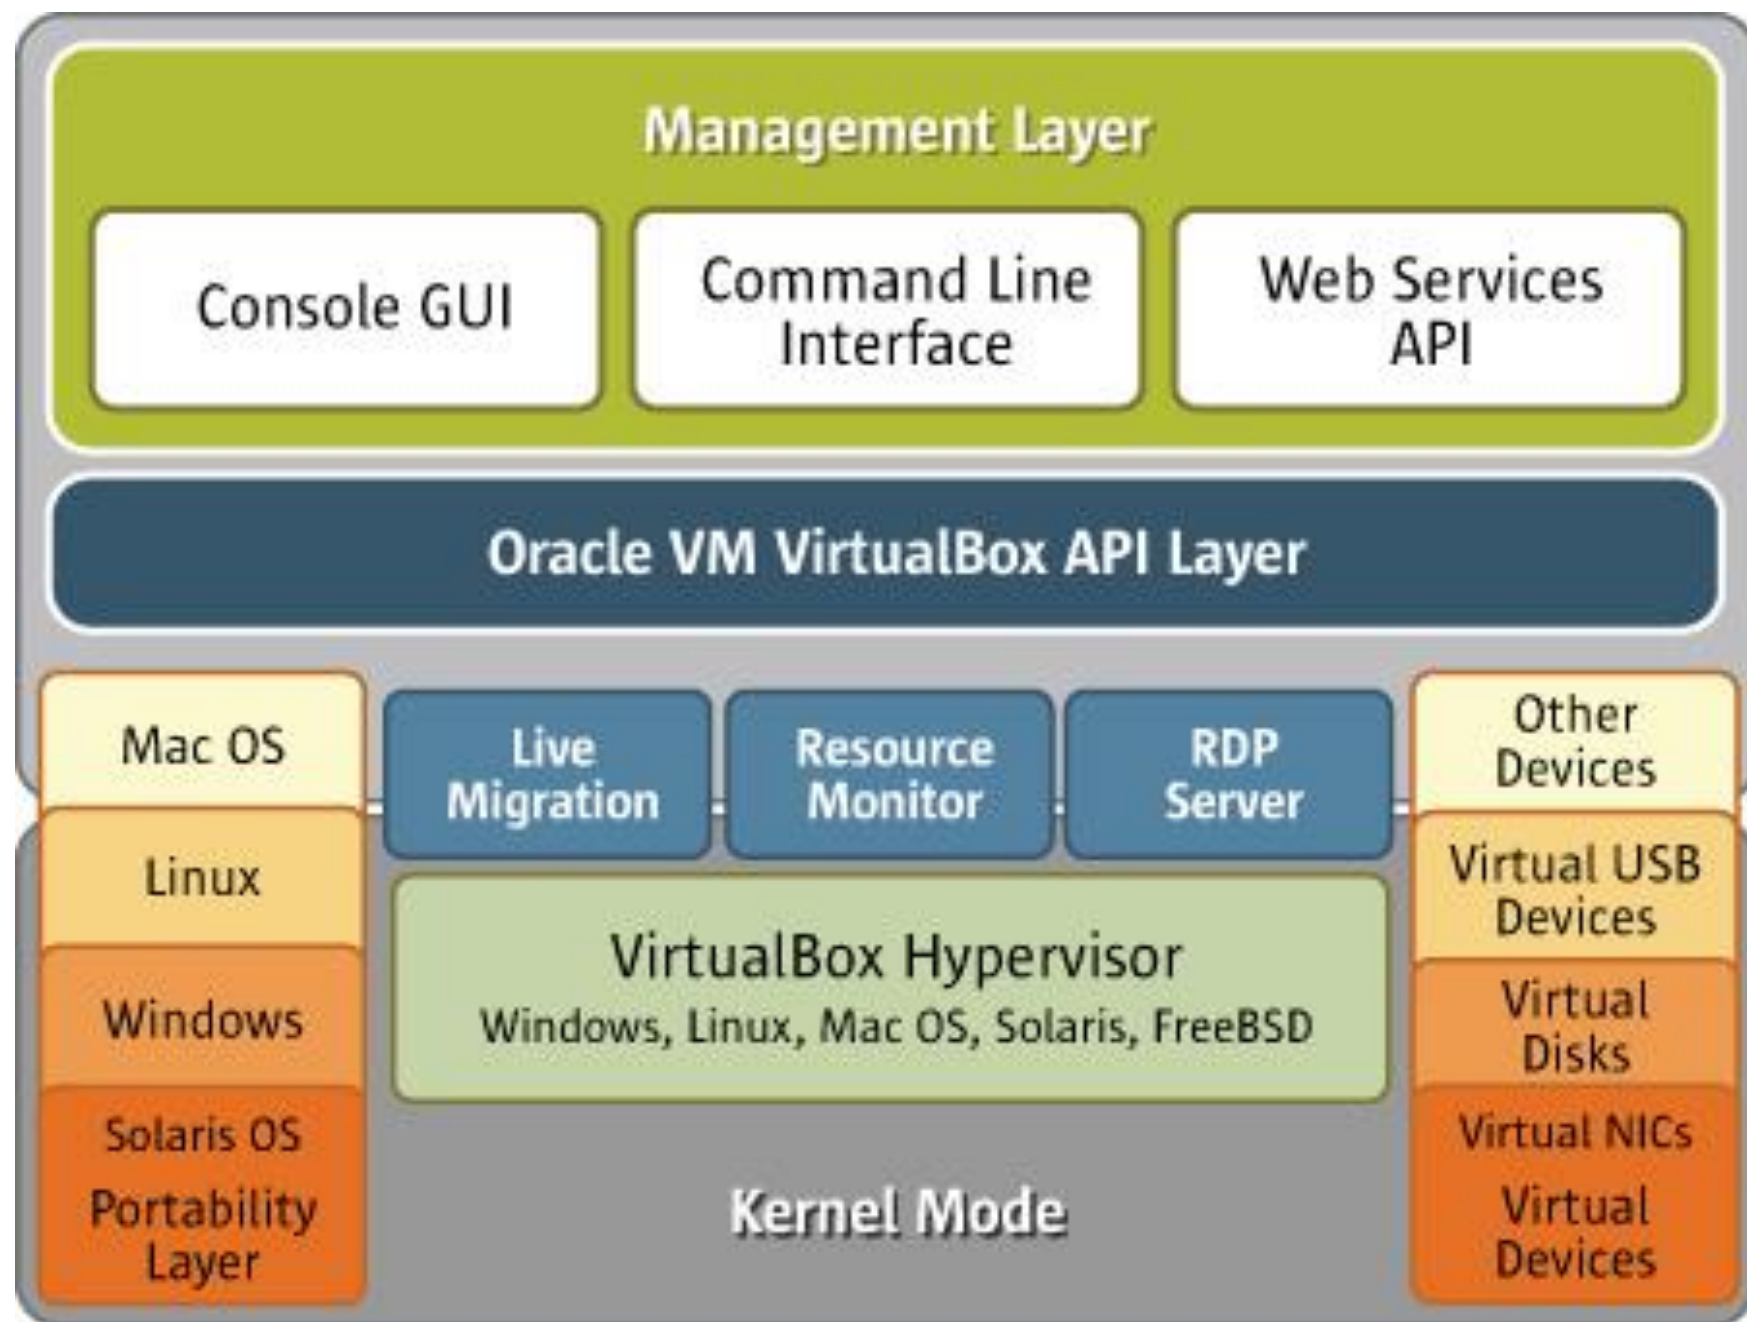 Management Layer
Console GUI
Command Line
Interface
Web Services
API
Oracle VM VirtualBox API Layer
Mac OS
Linux
Windows
Solaris OS
Portability
Layer
Live
Migration
Resource
Monitor
RDP
Server
VirtualBox Hypervisor
Windows, Linux, Mac OS, Solaris, FreeBSD
Kernel Mode
Other
Devices
Virtual USB
Devices
Virtual
Disks
Virtual NICs
Virtual
Devices